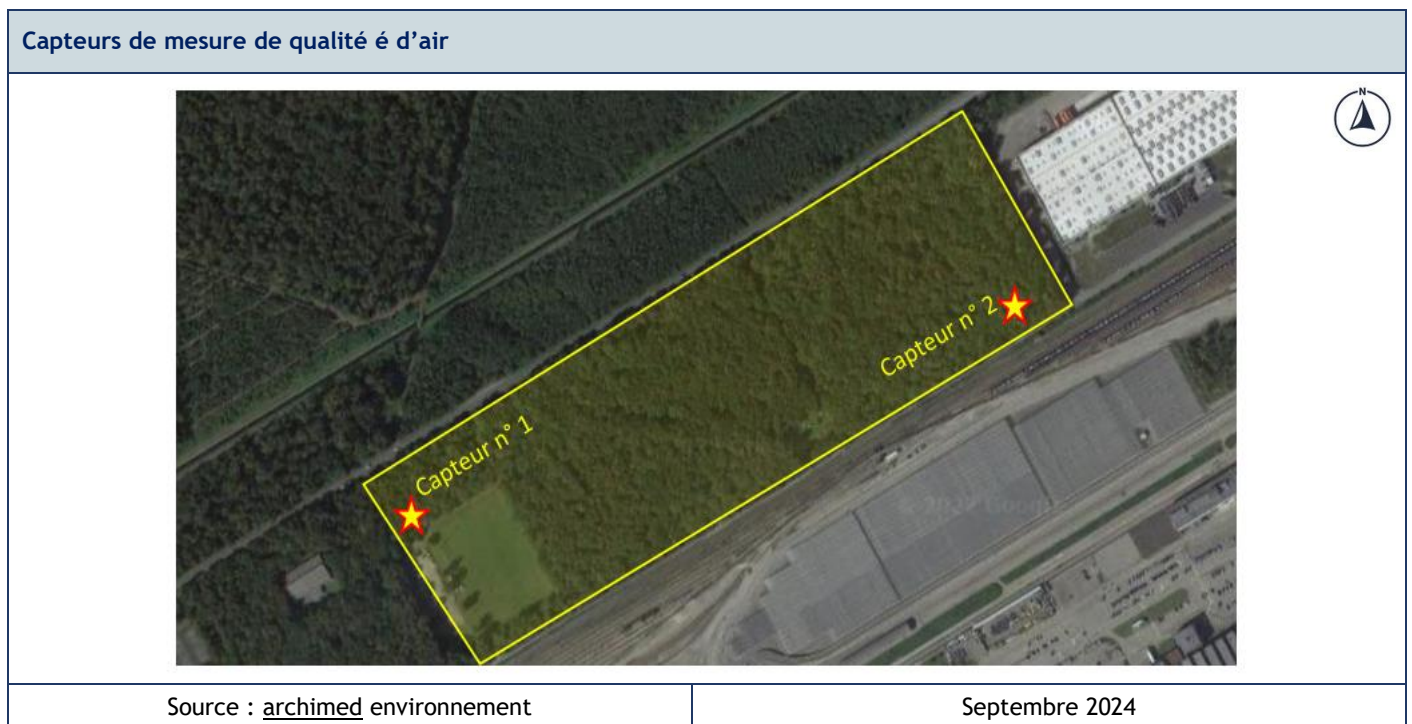 Capteurs de mesure de qualité é d’air
N
Capteur n° 1
Capteur n° 2
Source : archimed environnement
Septembre 2024